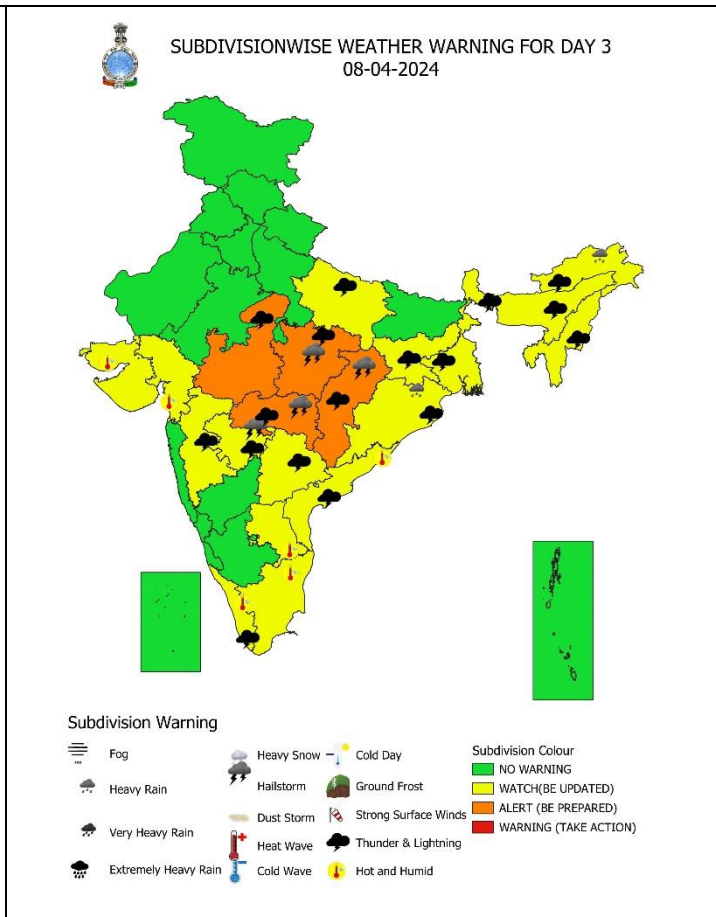 SUBDIVISIONWISE WEATHER WARNING FOR DAY 3
08-04-2024
Subdivision Warning
Fog
Heavy Rain
Very Heavy Rain
Extremely Heavy Rain
Heavy Snow
Hailstorm
Dust Storm
Heat Wave
Cold Wave
Cold Day
Ground Frost
Strong Surface Winds
Thunder & Lightning
Hot and Humid
Subdivision Colour
NO WARNING
WATCH(BE UPDATED)
ALERT (BE PREPARED)
WARNING (TAKE ACTION)